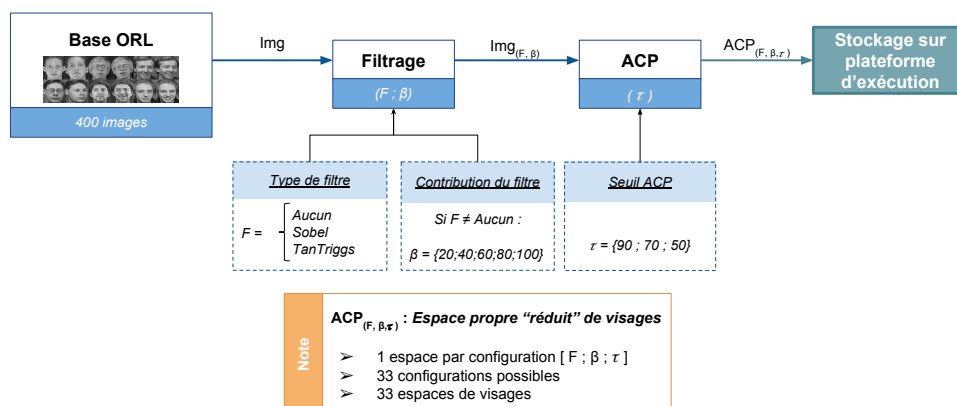 Base ORL
400 images
Img
Filtrage
(F ; β)
Img(F, β)
ACP
( τ )
ACP(F, β,τ)
Stockage sur
plateforme
d’exécution
Type de filtre
F =
Aucun
Sobel
TanTriggs
Contribution du filtre
Si F ≠ Aucun :
β = {20;40;60;80;100}
Seuil ACP
τ = {90 ; 70 ; 50}
Note
ACP(F, β,τ) : Espace propre “réduit” de visages
➢ 1 espace par configuration [ F ; β ; τ ]
➢ 33 configurations possibles
➢ 33 espaces de visages